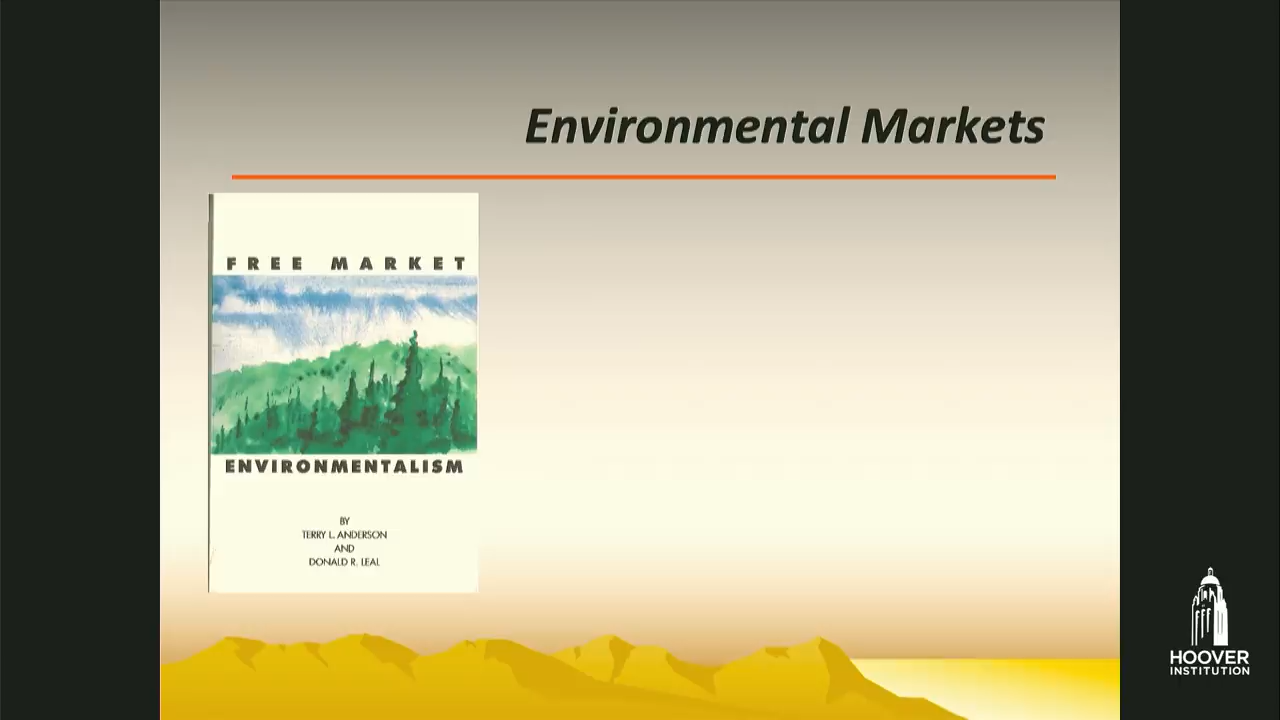 Environmental Markets
FREE MARKET
ENVIRONMENTALISM
BY
TERRY L. ANDERSON
AND
DONALD R. LEAL
HOOVER
INSTITUTION